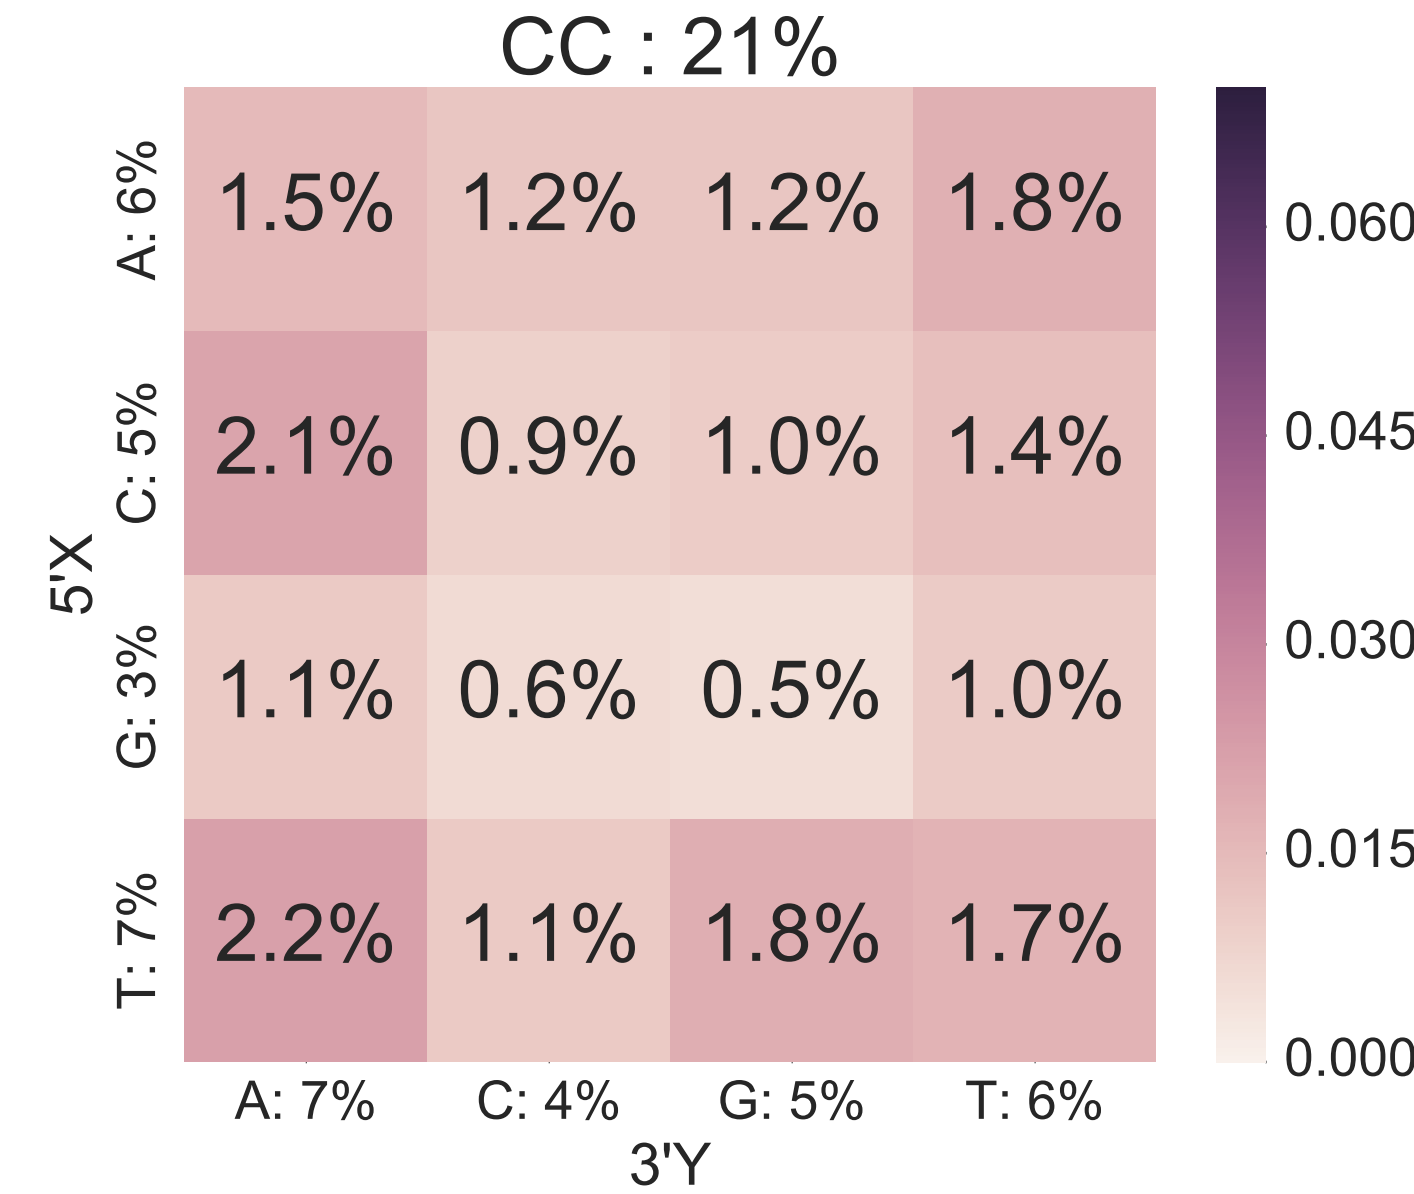 CC : 21%
A: 6%
1.5% 1.2% 1.2% 1.8%
C: 5%
2.1% 0.9% 1.0% 1.4%
G: 3%
1.1% 0.6% 0.5% 1.0%
T: 7%
2.2% 1.1% 1.8% 1.7%
5'X
A: 7% C: 4% G: 5% T: 6%
3'Y
0.060
0.045
0.030
0.015
0.000